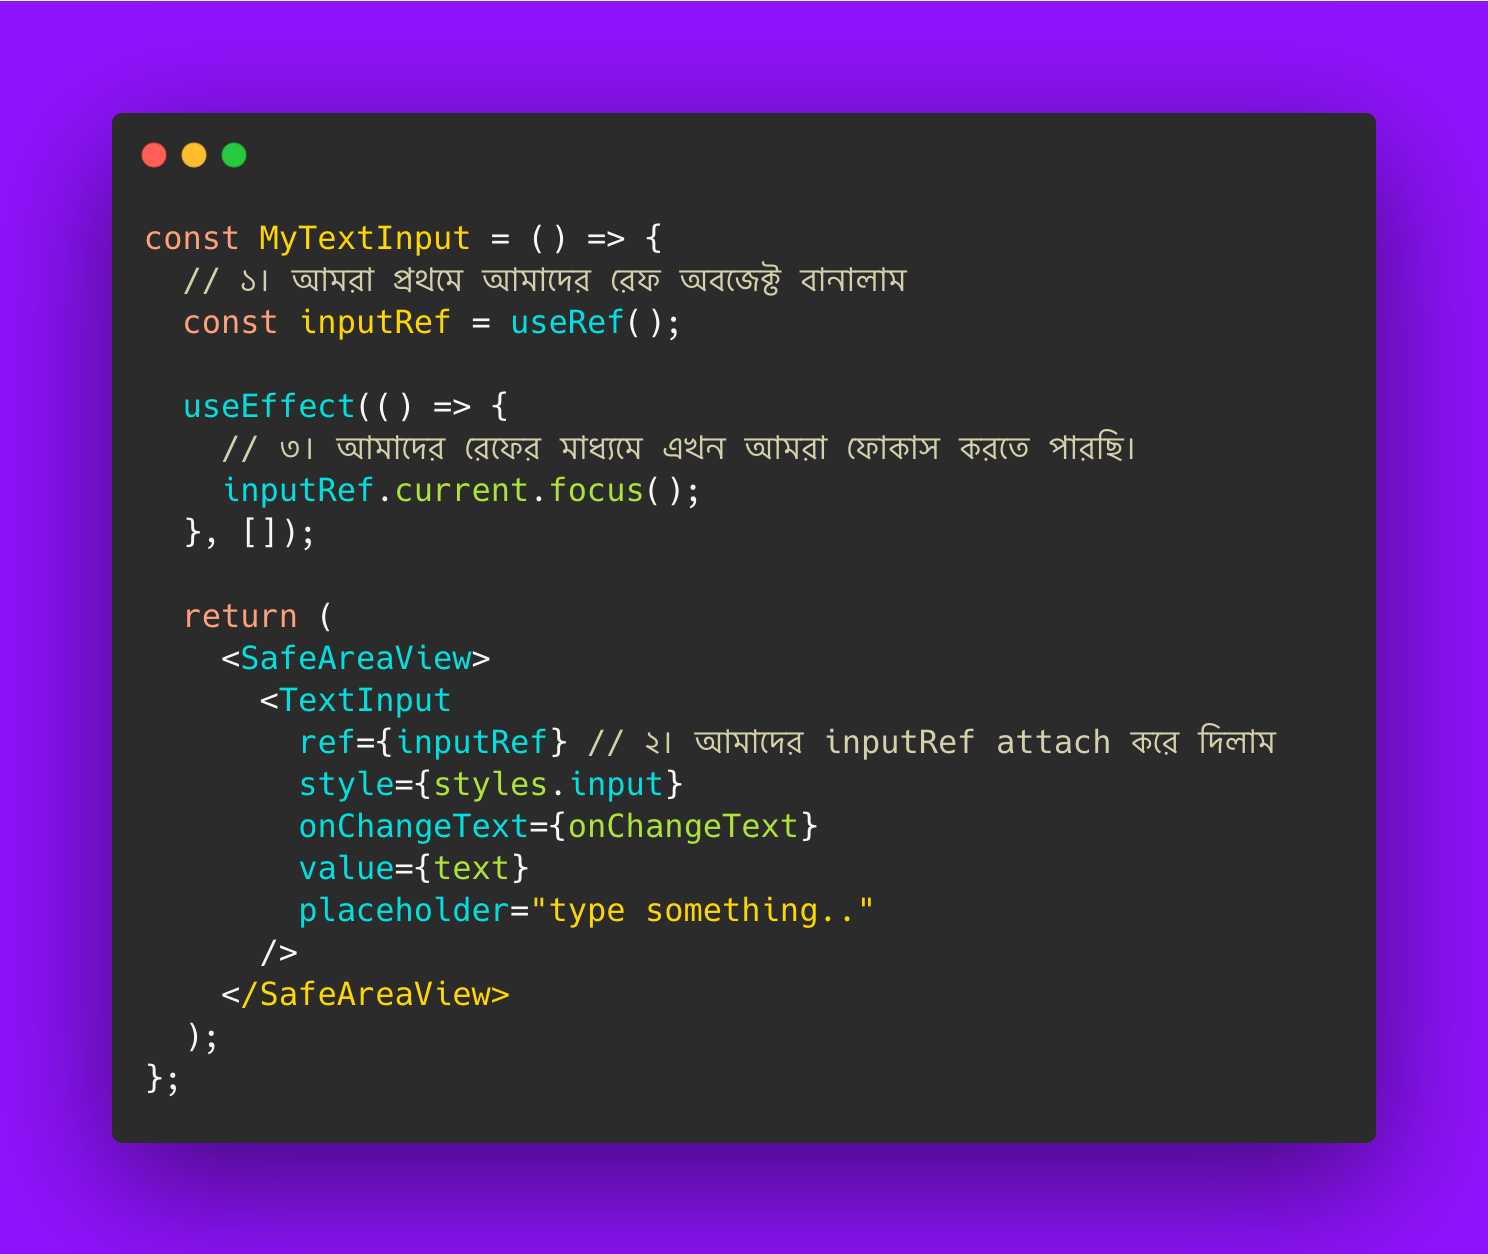 const MyTextInput = () => {
  // ১। আমরা প্রথমে আমাদের রেফ অবজেক্ট বানালাম
  const inputRef = useRef();

  useEffect(() => {
    // ৩। আমাদের রেফের মাধ্যমে এখন আমরা ফোকাস করতে পারছি।
    inputRef.current.focus();
  }, []);

  return (
    <SafeAreaView>
      <TextInput
        ref={inputRef} // ২। আমাদের inputRef attach করে দিলাম
        style={styles.input}
        onChangeText={onChangeText}
        value={text}
        placeholder="type something.."
      />
    </SafeAreaView>
  );
};